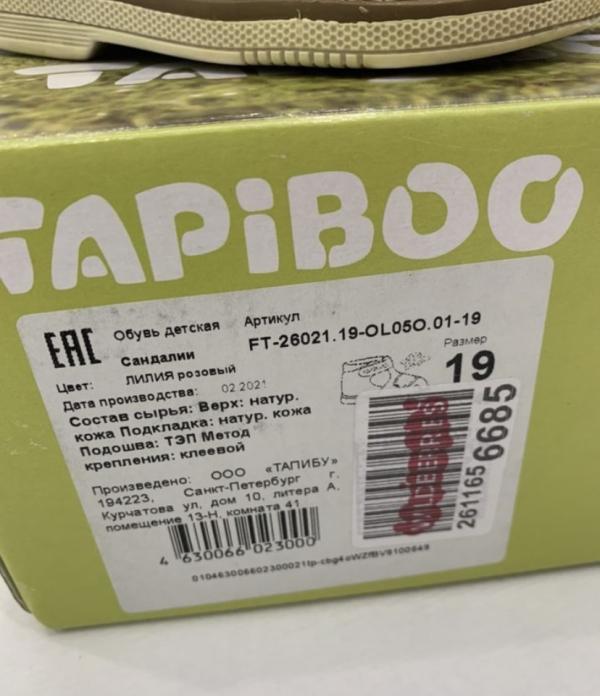 TAPiBOO
EAC
Обувь детская
Артикул
Сандалии
FT-26021.19-OL05O.01-19
Цвет: ЛИЛИЯ розовый
Размер
19
Дата производства: 02.2021
Состав сырья: Верх: натур.
кожа Подкладка: натур. кожа
Подошва: ТЭП Метод
крепления: клеевой
Произведено: ООО «ТАПИБУ»
194223, Санкт-Петербург г.
Курчатова ул, дом 10, литера А,
помещение 13-Н, комната 41
4 630066 023000
WILDBERRIES
261165 6685